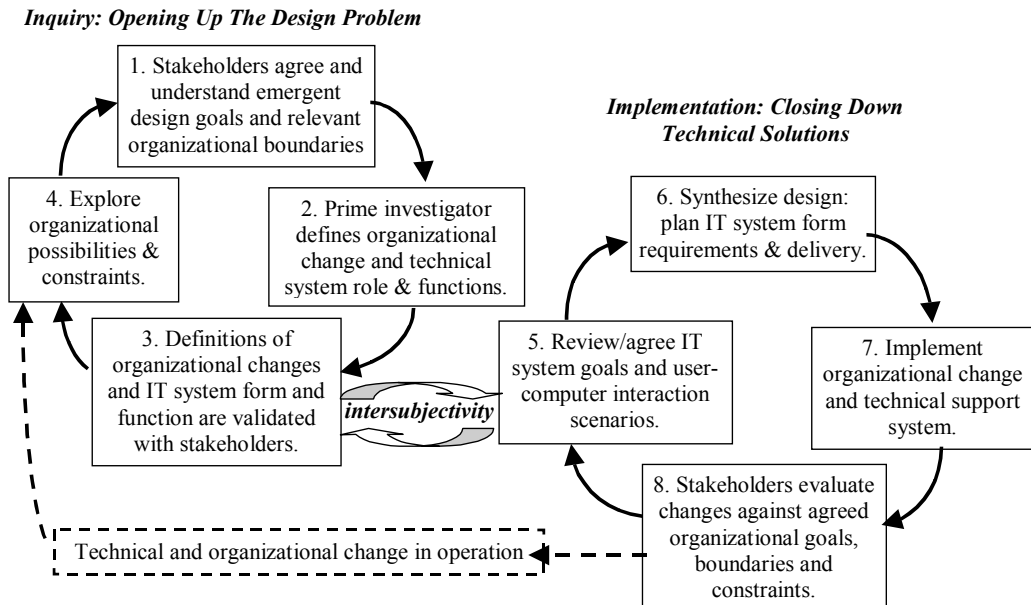 Inquiry: Opening Up The Design Problem
1. Stakeholders agree and
understand emergent
design goals and relevant
organizational boundaries
Implementation: Closing Down
Technical Solutions
4. Explore
organizational
possibilities &
constraints.
2. Prime investigator
defines organizational
change and technical
system role & functions.
6. Synthesize design:
plan IT system form
requirements & delivery.
3. Definitions of
organizational changes
and IT system form and
function are validated
with stakeholders.
intersubjectivity
5. Review/agree IT
system goals and user-
computer interaction
scenarios.
7. Implement
organizational change
and technical support
system.
8. Stakeholders evaluate
changes against agreed
organizational goals,
boundaries and
constraints.
Technical and organizational change in operation